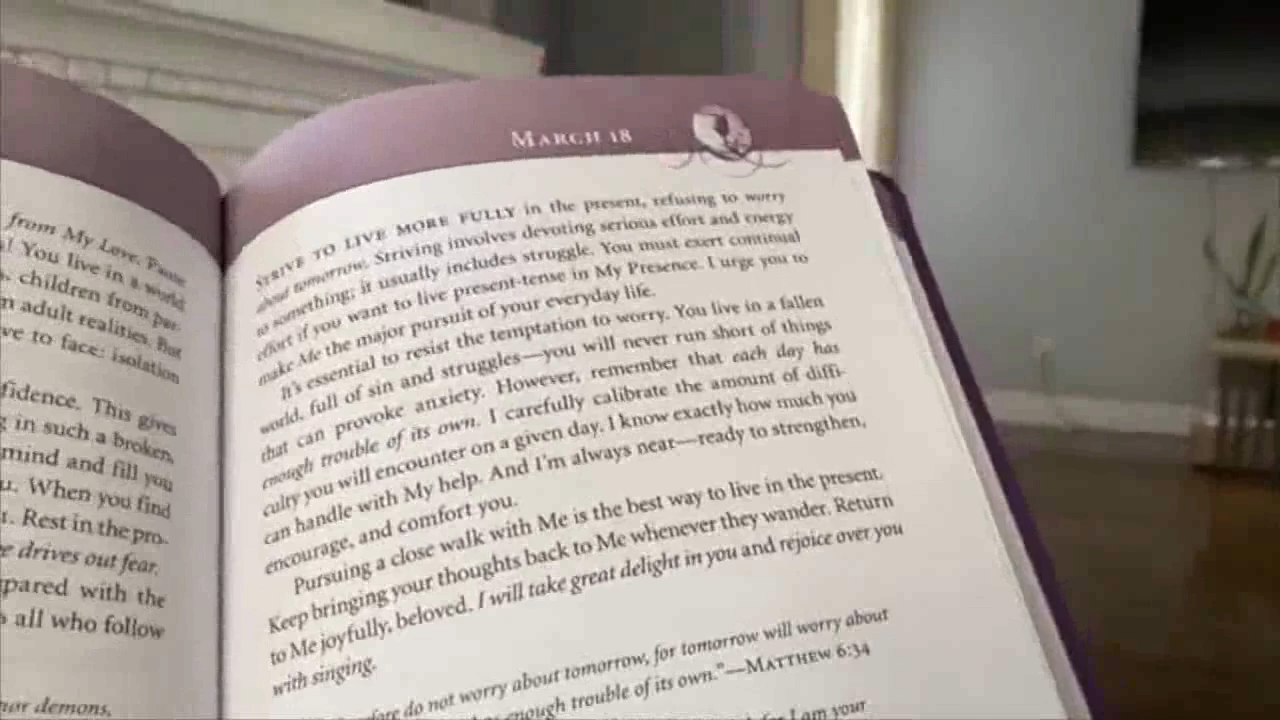 from My Love. Pause
! You live in a world
children from par-
adult realities. But
to face: isolation
This gives
in such a broken,
mind and fill you
When you find
Rest in the pro-
drives out fear.
with the
all who follow
demons,
MARCH 18
STRIVE TO LIVE MORE FULLY in the present, refusing to worry
about tomorrow. Striving involves devoting serious effort and energy
to something; it usually includes struggle. You must exert continual
effort if you want to live present-tense in My Presence. I urge you to
make Me the major pursuit of your everyday life.
It's essential to resist the temptation to worry. You live in a fallen
world, full of sin and struggles—you will never run short of things
that can provoke anxiety. However, remember that each day has
enough trouble of its own. I carefully calibrate the amount of diffi-
culty you will encounter on a given day. I know exactly how much you
can handle with My help. And I'm always near—ready to strengthen,
encourage, and comfort you.
Pursuing a close walk with Me is the best way to live in the present.
Keep bringing your thoughts back to Me whenever they wander. Return
to Me joyfully, beloved. I will take great delight in you and rejoice over you
with singing.
do not worry about tomorrow, for tomorrow will worry about
enough trouble of its own."—MATTHEW 6:34
I am your